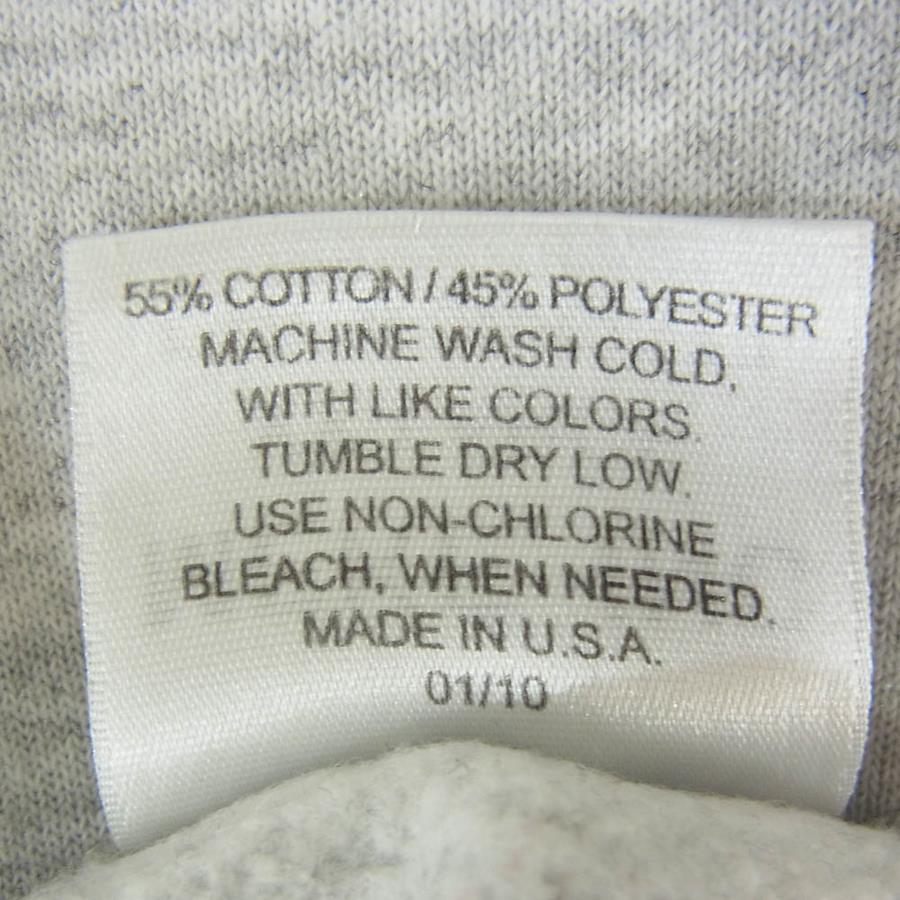 55% COTTON / 45% POLYESTER
MACHINE WASH COLD,
WITH LIKE COLORS.
TUMBLE DRY LOW.
USE NON-CHLORINE
BLEACH, WHEN NEEDED.
MADE IN U.S.A.
01/10